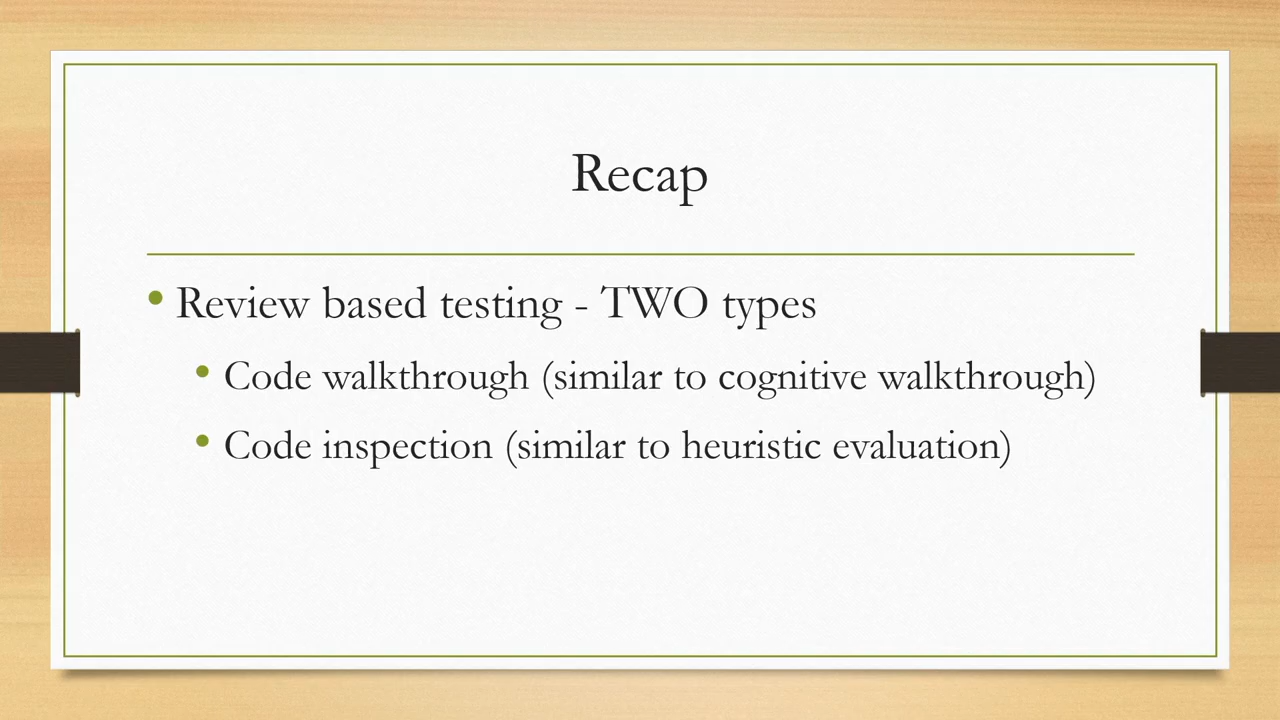 Recap
• Review based testing - TWO types
• Code walkthrough (similar to cognitive walkthrough)
• Code inspection (similar to heuristic evaluation)